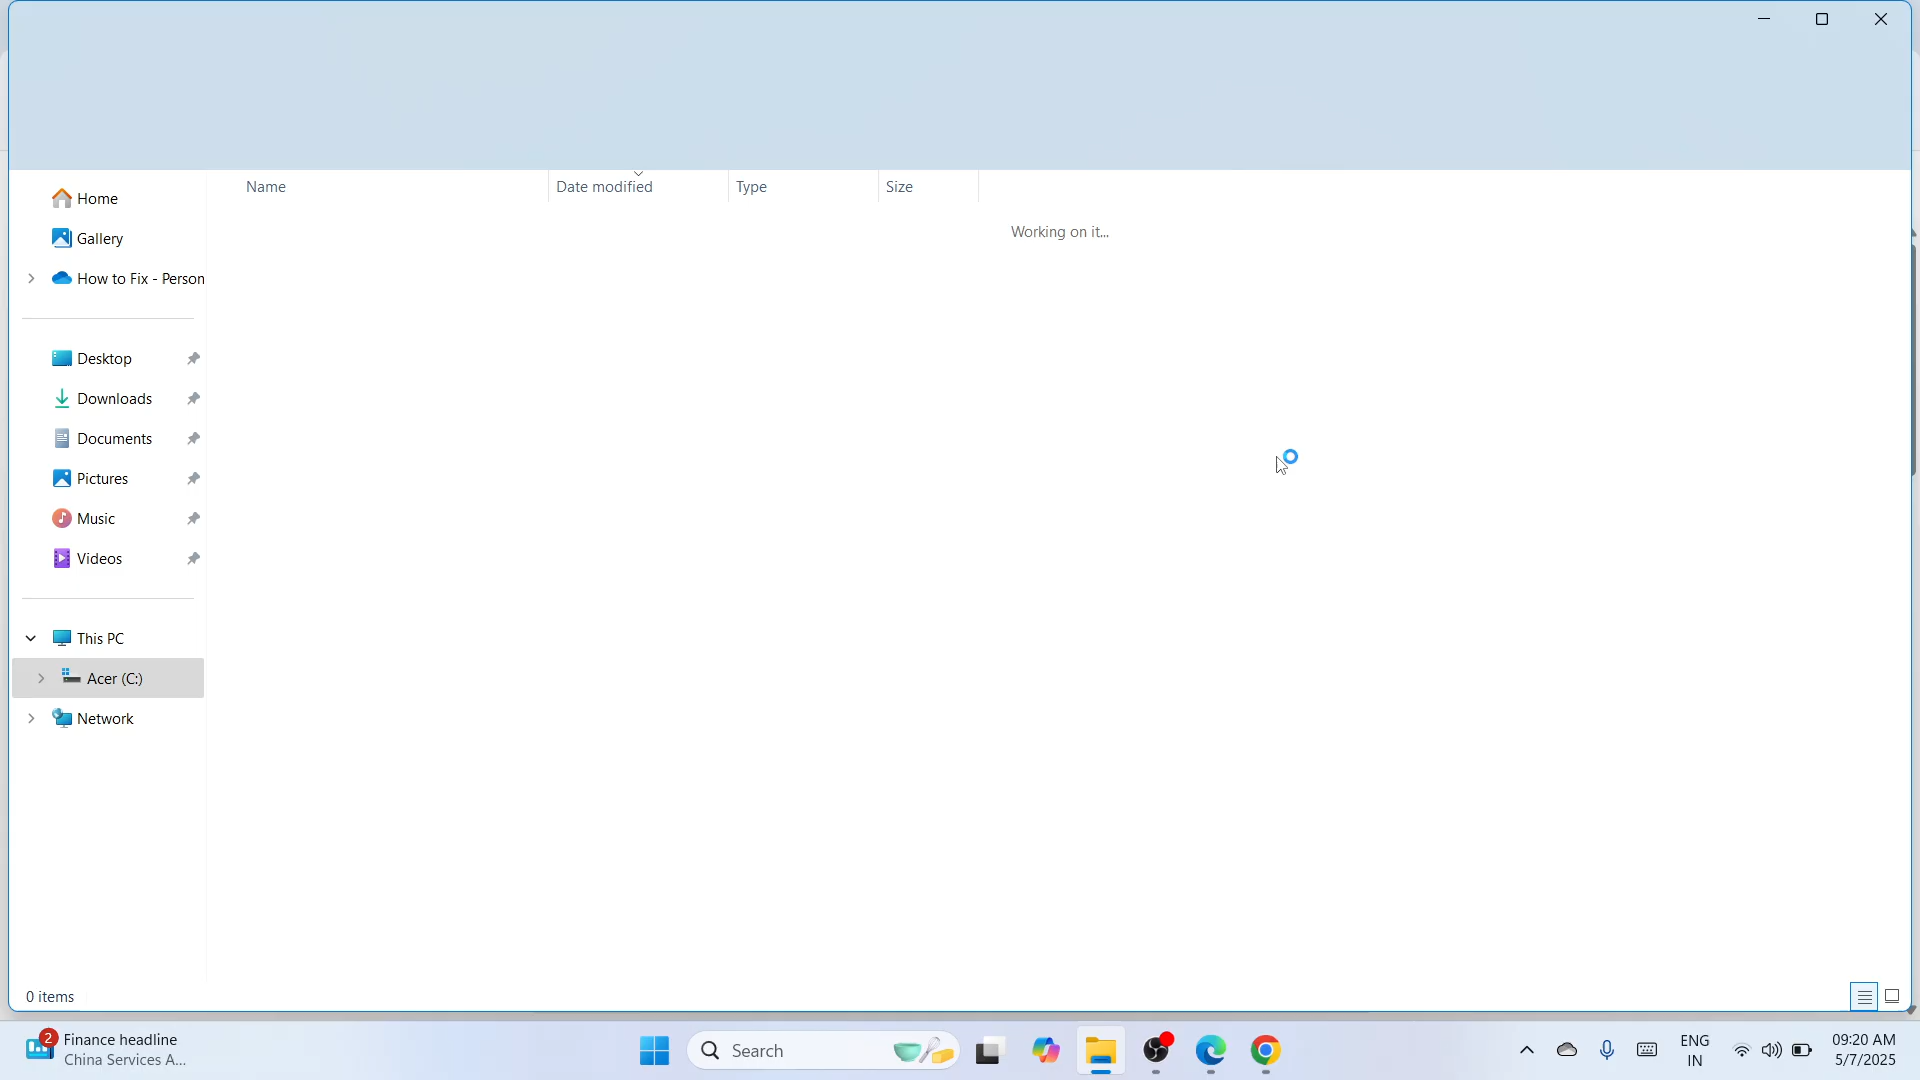 Name
Date modified
Type
Size
Working on it...
Home
Gallery
How to Fix - Person
Desktop
Downloads
Documents
Pictures
Music
Videos
This PC
Acer (C:)
Network
0 items
2
Finance headline
China Services A...
Search
ENG
IN
09:20 AM
5/7/2025